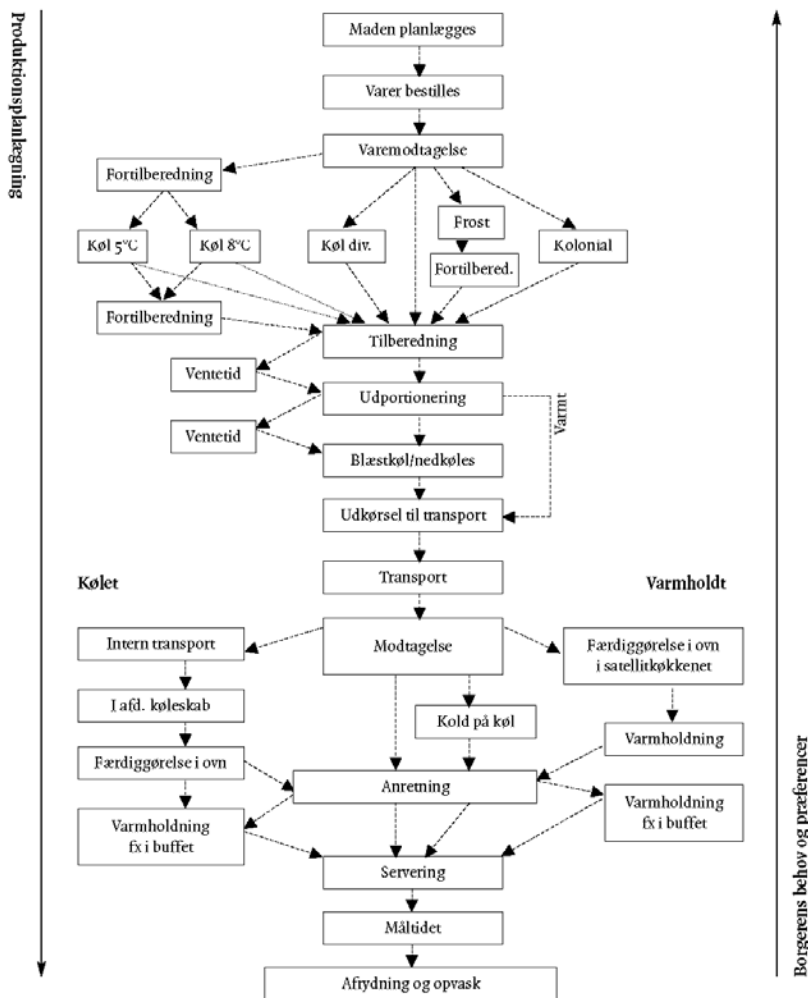 Produktionsplanlægning
Maden planlægges
Varer bestilles
Varemodtagelse
Fortilberedning
Frost
Køl 5°C
Køl 8°C
Køl div.
Kolonial
Fortilbered.
Fortilberedning
Tilberedning
Ventetid
Udportionering
Varmt
Ventetid
Blæstkøl/nedkøles
Udkørsel til transport
Transport
Kølet
Varmholdt
Intern transport
Modtagelse
Færdiggørelse i ovn
i satellitkøkkenet
I afd. køleskab
Kold på køl
Varmholdning
Færdiggørelse i ovn
Anretning
Varmholdning
fx i buffet
Varmholdning
fx i buffet
Servering
Måltidet
Afrydning og opvask
Borgerens behov og præferencer